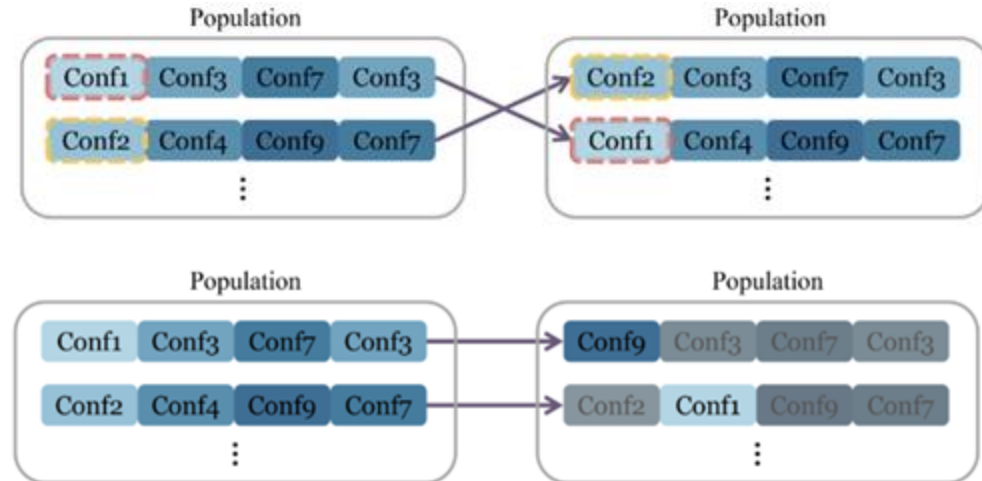 Population Population
Conf1 Conf3 Conf7 Conf3 Conf2 Conf3 Conf7 Conf3
Conf2 Conf4 Conf9 Conf7 Conf1 Conf4 Conf9 Conf7
Population Population
Conf1 Conf3 Conf7 Conf3 Conf9 Conf3 Conf7 Conf3
Conf2 Conf4 Conf9 Conf7 Conf2 Conf1 Conf9 Conf7